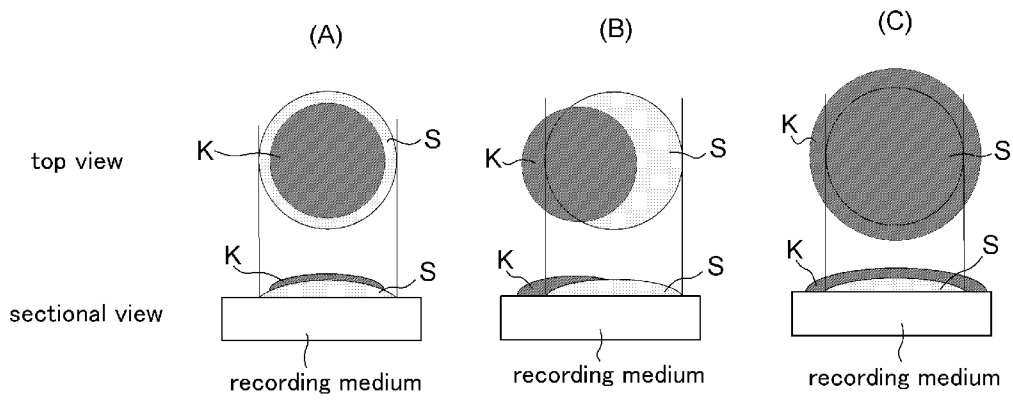 (A)
(B)
(C)
top view
K
S
K
S
K
S
sectional view
K
S
K
S
K
S
recording medium
recording medium
recording medium